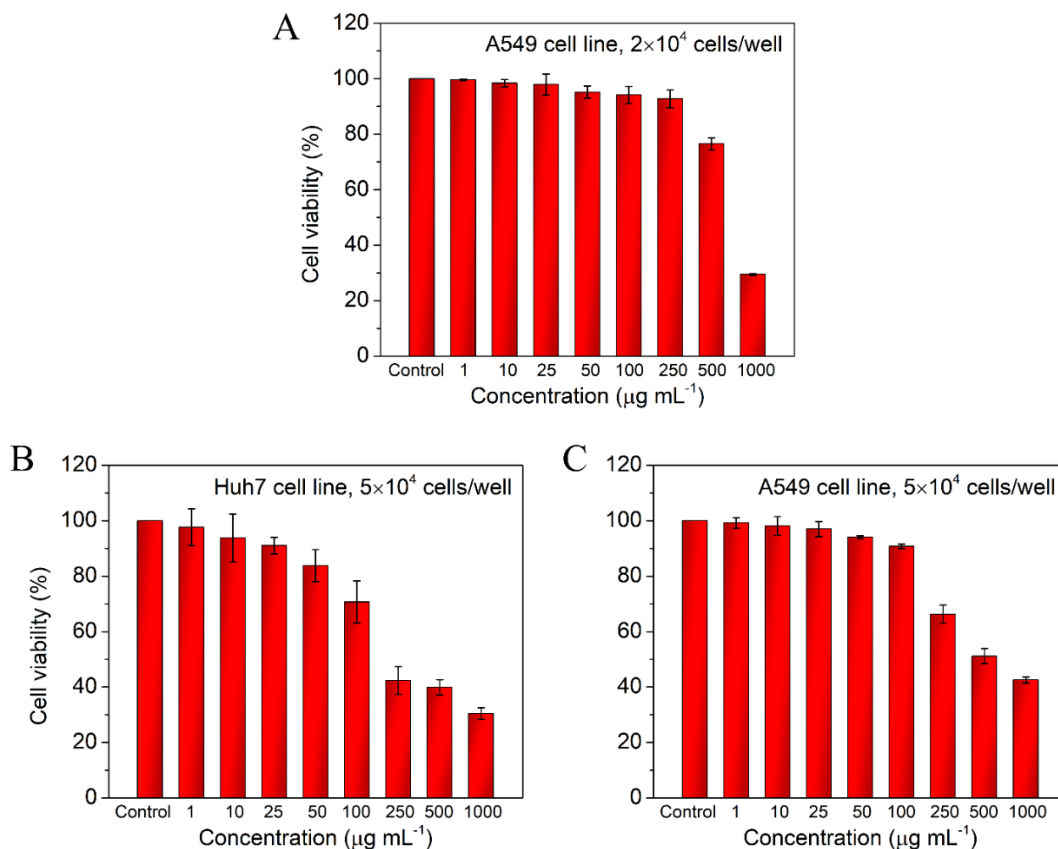 A
120
100
80
60
40
20
0
Cell viability (%)
A549 cell line, 2×10⁴ cells/well
Control 1 10 25 50 100 250 500 1000
Concentration (μg mL⁻¹)
B
120
100
80
60
40
20
0
Cell viability (%)
Huh7 cell line, 5×10⁴ cells/well
Control 1 10 25 50 100 250 500 1000
Concentration (μg mL⁻¹)
C
120
100
80
60
40
20
0
Cell viability (%)
A549 cell line, 5×10⁴ cells/well
Control 1 10 25 50 100 250 500 1000
Concentration (μg mL⁻¹)